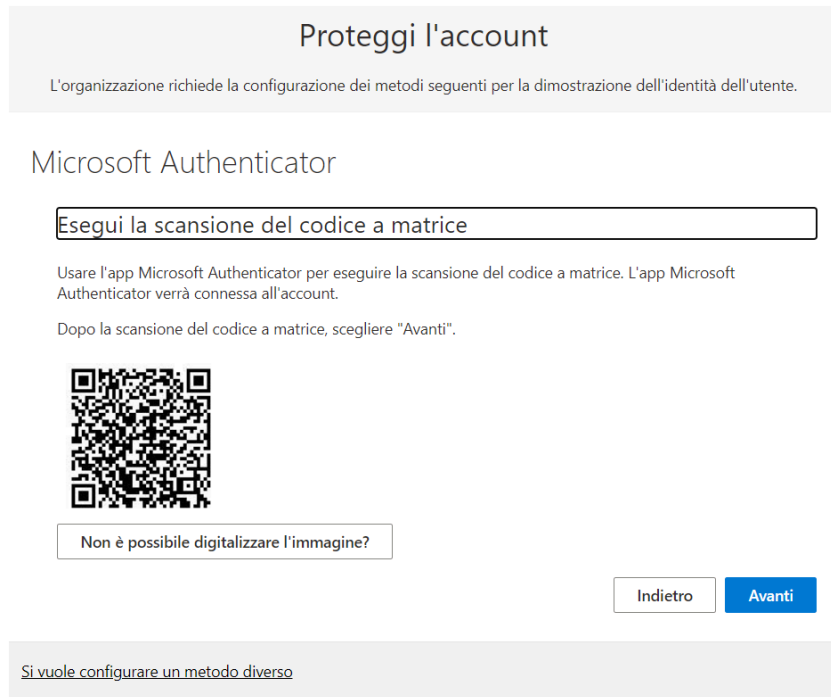 Proteggi l'account
L'organizzazione richiede la configurazione dei metodi seguenti per la dimostrazione dell'identità dell'utente.
Microsoft Authenticator
Esegui la scansione del codice a matrice
Usare l'app Microsoft Authenticator per eseguire la scansione del codice a matrice. L'app Microsoft
Authenticator verrà connessa all'account.
Dopo la scansione del codice a matrice, scegliere "Avanti".
Non è possibile digitalizzare l'immagine?
Indietro
Avanti
Si vuole configurare un metodo diverso